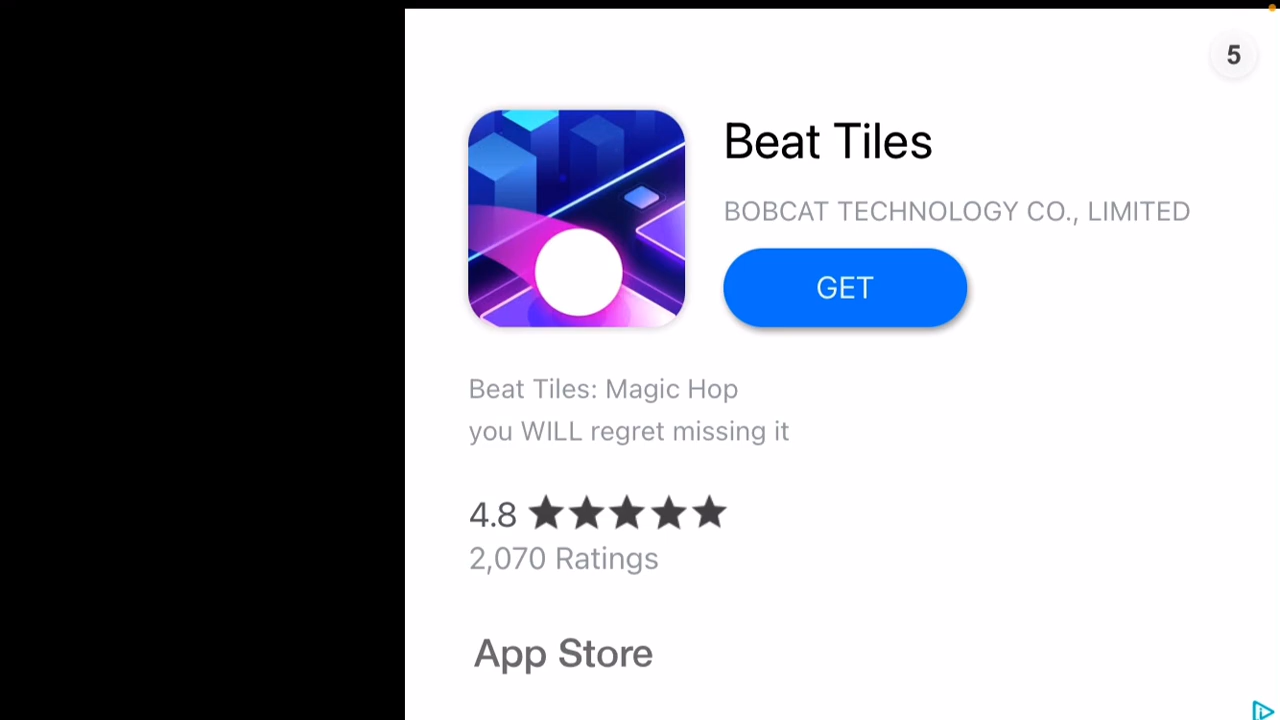 5
Beat Tiles
BOBCAT TECHNOLOGY CO., LIMITED
GET
Beat Tiles: Magic Hop
you WILL regret missing it
4.8
2,070 Ratings
App Store